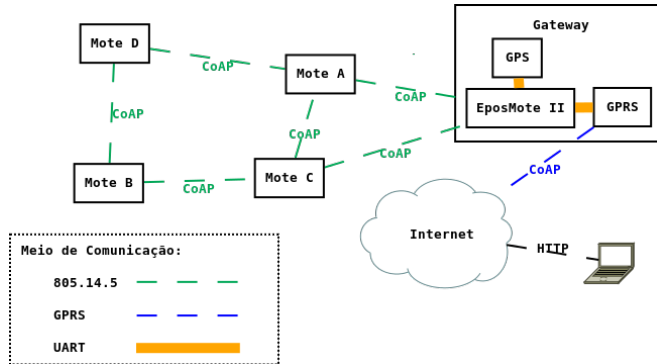 Gateway
Mote D
GPS
CoAP
Mote A
CoAP
EposMote II
GPRS
CoAP
CoAP
CoAP
CoAP
Mote B
CoAP
Mote C
Internet
HTTP
Meio de Comunicação:
805.14.5
GPRS
UART